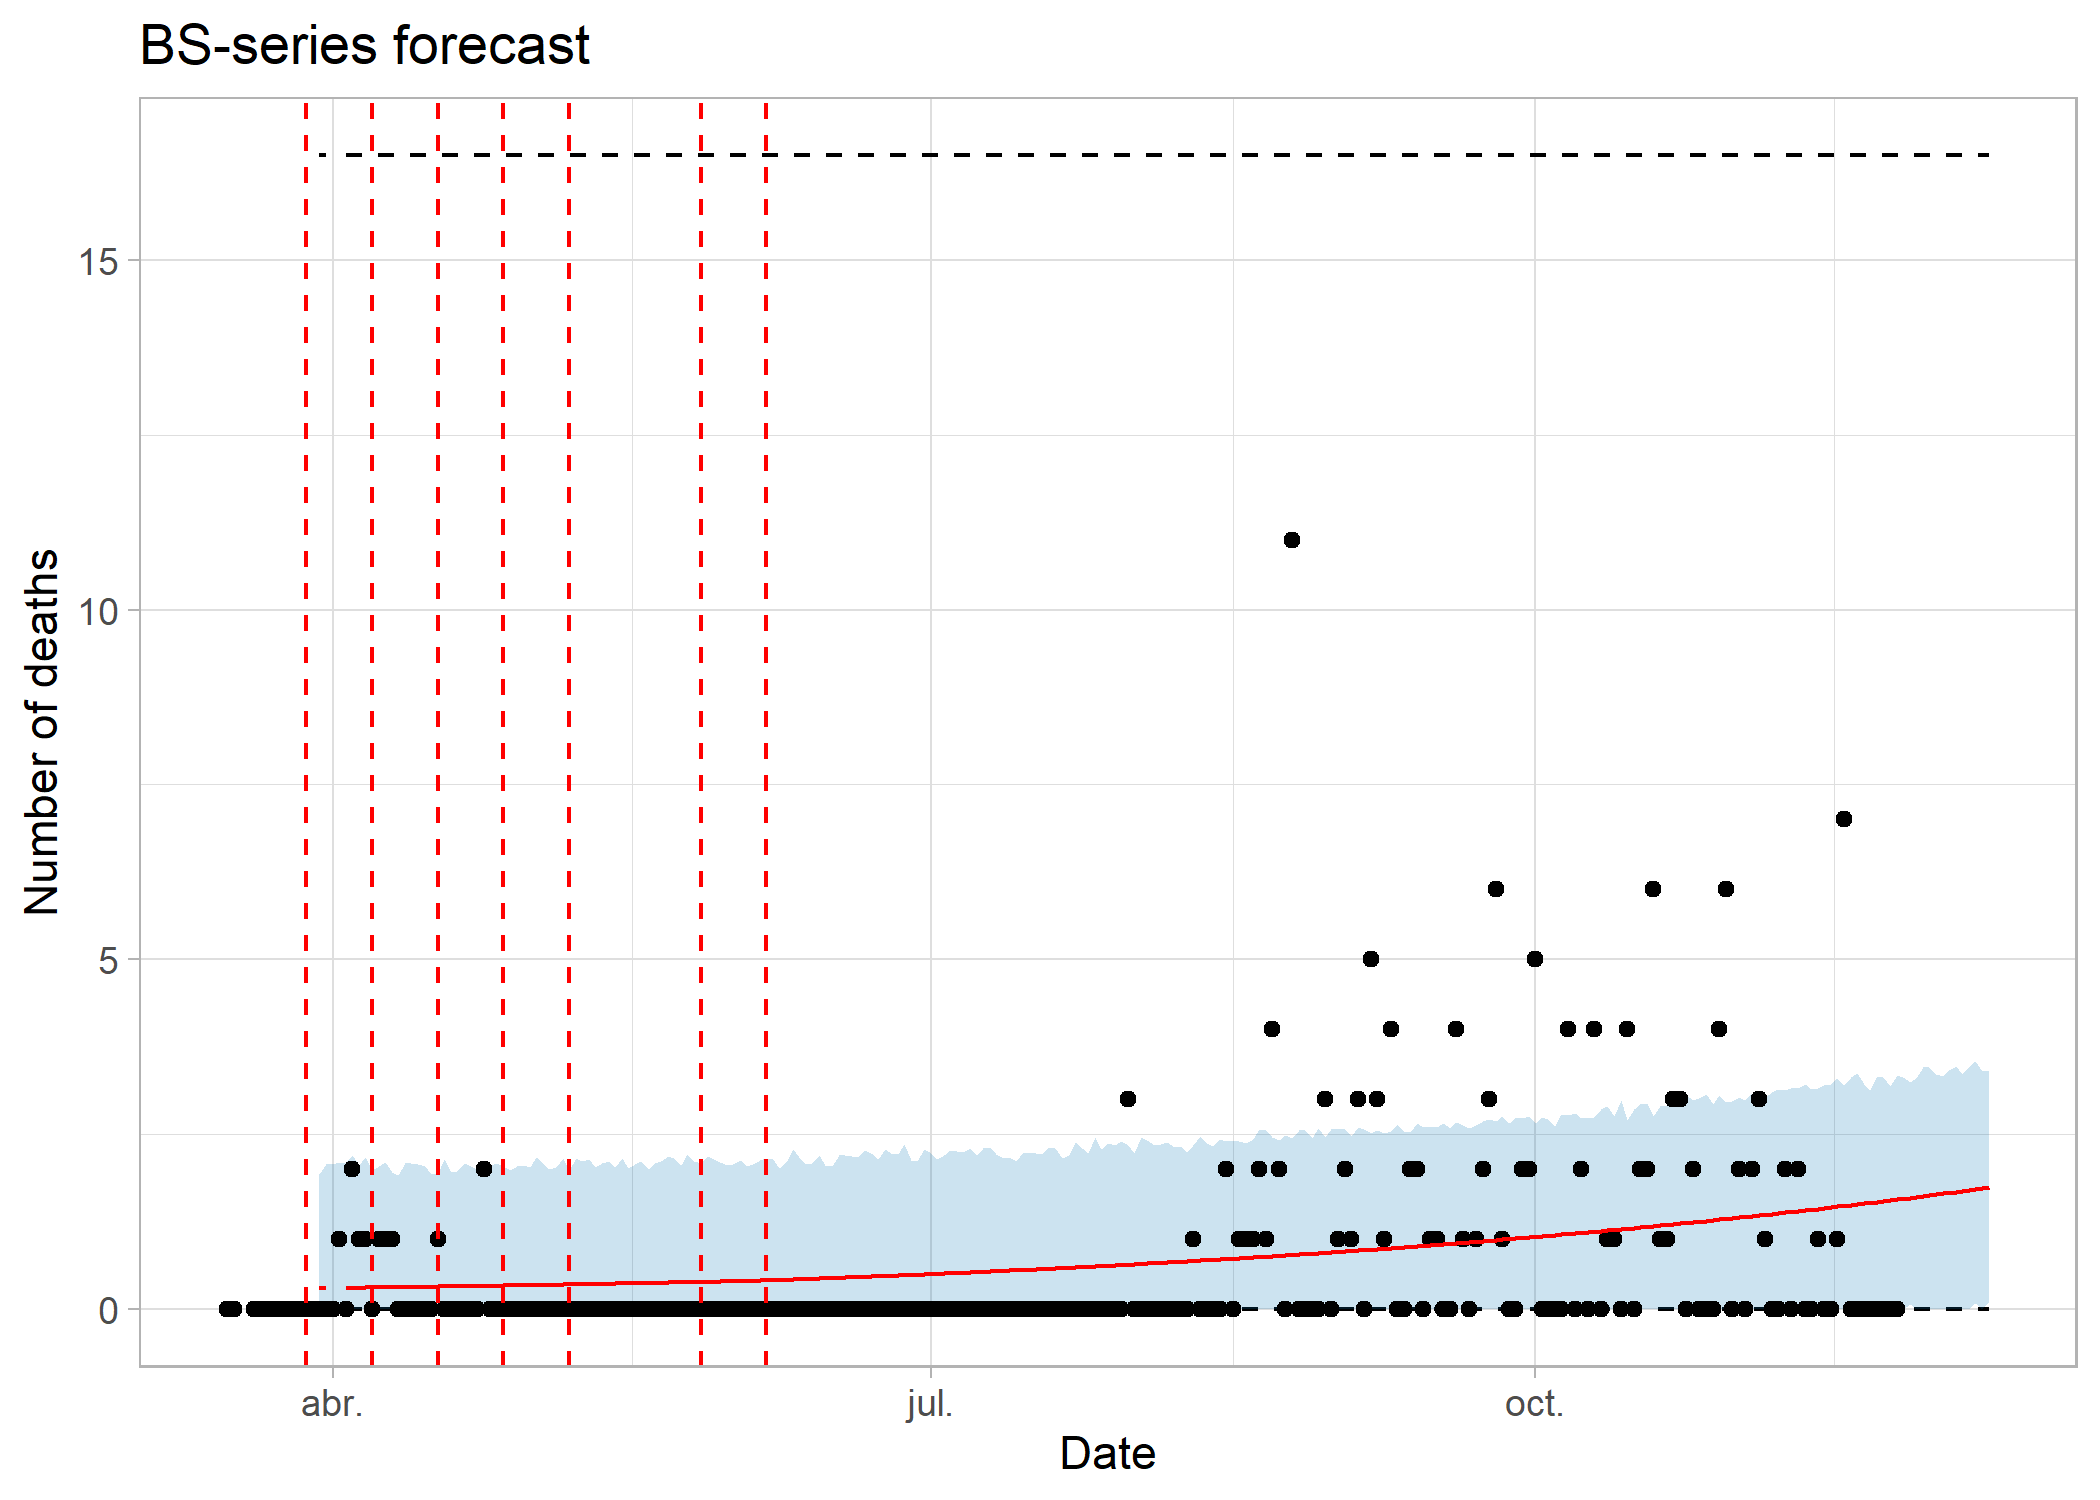 BS-series forecast
Number of deaths
15
10
5
0
abr.
jul.
oct.
Date